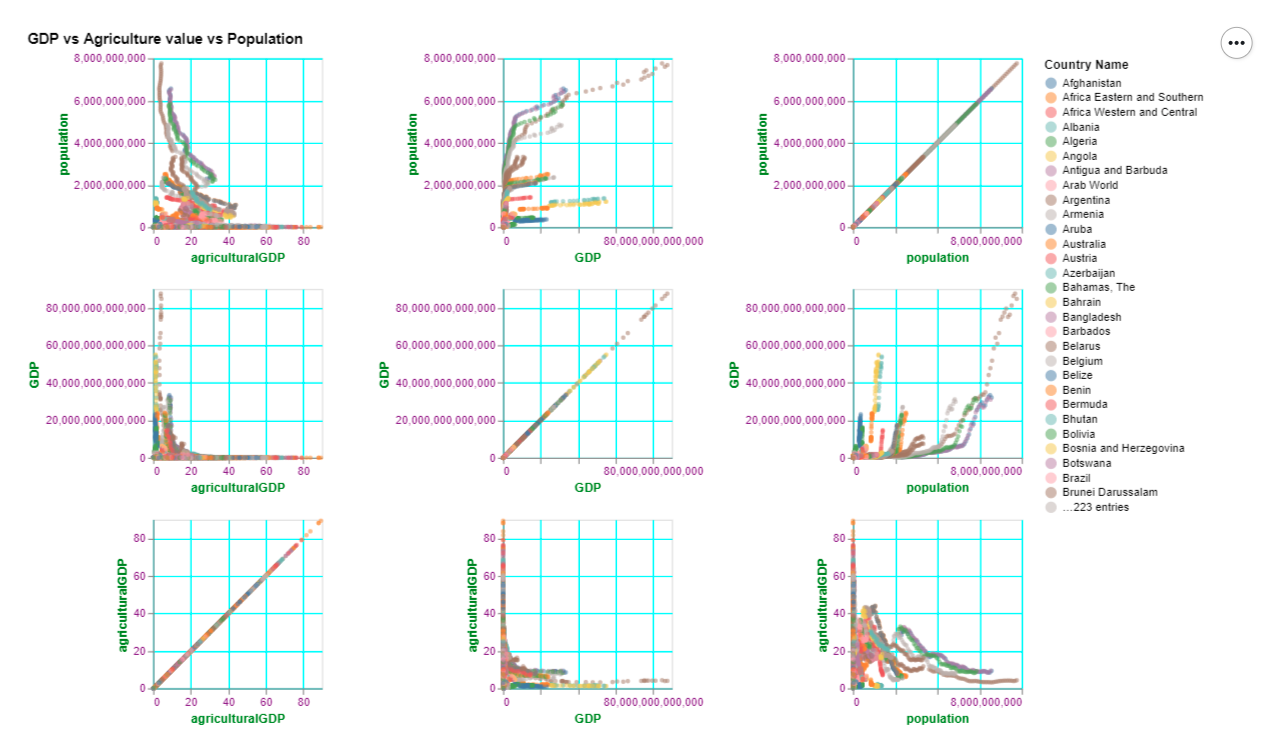 GDP vs Agriculture value vs Population
•••
8,000,000,000
6,000,000,000
4,000,000,000
2,000,000,000
0
population
0 20 40 60 80
agriculturalGDP
8,000,000,000
6,000,000,000
4,000,000,000
2,000,000,000
0
population
0 80,000,000,000,000
GDP
8,000,000,000
6,000,000,000
4,000,000,000
2,000,000,000
0
population
0 8,000,000,000
population
80,000,000,000,000
60,000,000,000,000
40,000,000,000,000
20,000,000,000,000
0
GDP
0 20 40 60 80
agriculturalGDP
80,000,000,000,000
60,000,000,000,000
40,000,000,000,000
20,000,000,000,000
0
GDP
0 80,000,000,000,000
GDP
80,000,000,000,000
60,000,000,000,000
40,000,000,000,000
20,000,000,000,000
0
GDP
0 8,000,000,000
population
80
60
40
20
0
agriculturalGDP
0 20 40 60 80
agriculturalGDP
80
60
40
20
0
agriculturalGDP
0 80,000,000,000,000
GDP
80
60
40
20
0
agriculturalGDP
0 8,000,000,000
population
Country Name
Afghanistan
Africa Eastern and Southern
Africa Western and Central
Albania
Algeria
Angola
Antigua and Barbuda
Arab World
Argentina
Armenia
Aruba
Australia
Austria
Azerbaijan
Bahamas, The
Bahrain
Bangladesh
Barbados
Belarus
Belgium
Belize
Benin
Bermuda
Bhutan
Bolivia
Bosnia and Herzegovina
Botswana
Brazil
Brunei Darussalam
…223 entries